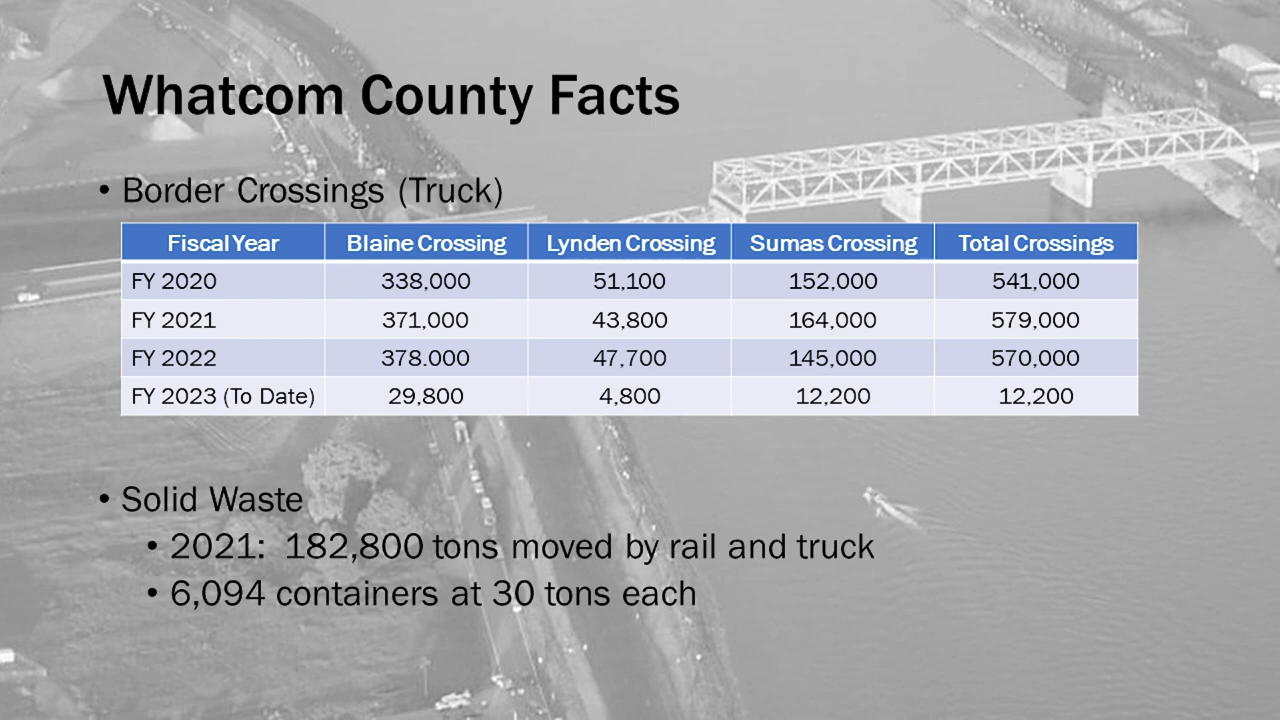 Whatcom County Facts
• Border Crossings (Truck)
Fiscal Year Blaine Crossing Lynden Crossing Sumas Crossing Total Crossings
FY 2020 338,000 51,100 152,000 541,000
FY 2021 371,000 43,800 164,000 579,000
FY 2022 378.000 47,700 145,000 570,000
FY 2023 (To Date) 29,800 4,800 12,200 12,200
• Solid Waste
• 2021: 182,800 tons moved by rail and truck
• 6,094 containers at 30 tons each